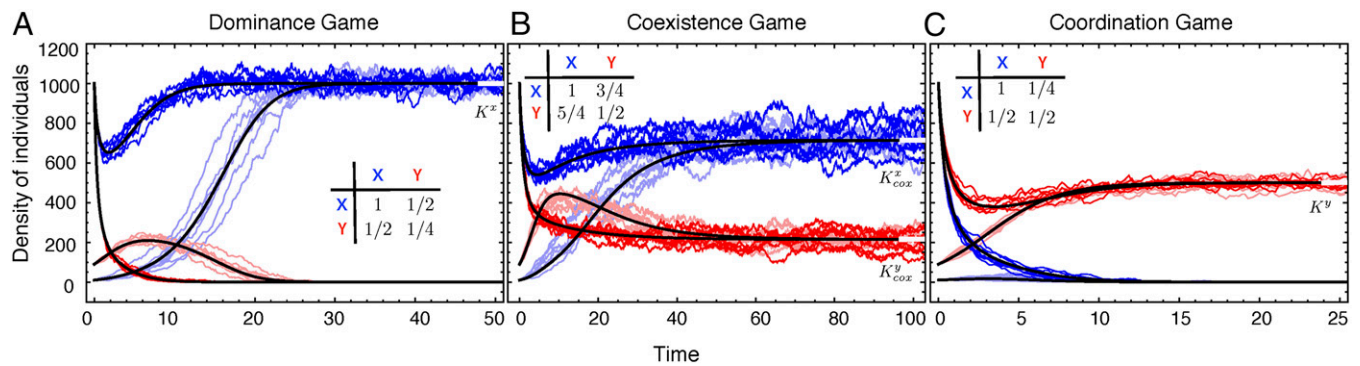 A Dominance Game
B Coexistence Game
C Coordination Game
Density of individuals
1200
1000
800
600
400
200
0
0 10 20 30 40 50
X Y
X 1 1/2
Y 1/2 1/4
K^x
0 20 40 60 80 100
X Y
X 1 3/4
Y 5/4 1/2
K^x_cox
K^y_cox
0 5 10 15 20 25
X Y
X 1 1/4
Y 1/2 1/2
K^y
Time